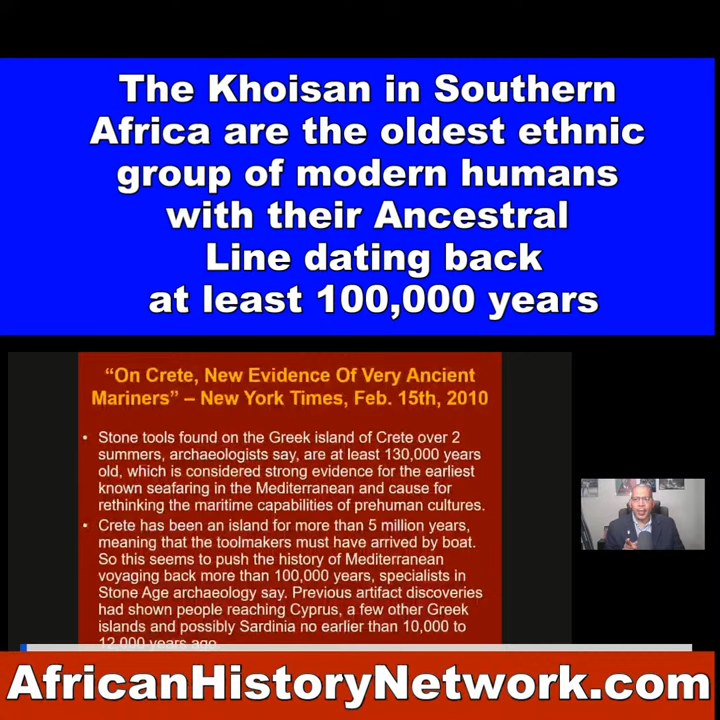 The Khoisan in Southern
Africa are the oldest ethnic
group of modern humans
with their Ancestral
Line dating back
at least 100,000 years
“On Crete, New Evidence Of Very Ancient
Mariners” – New York Times, Feb. 15th, 2010
• Stone tools found on the Greek island of Crete over 2
summers, archaeologists say, are at least 130,000 years
old, which is considered strong evidence for the earliest
known seafaring in the Mediterranean and cause for
rethinking the maritime capabilities of prehuman cultures.
• Crete has been an island for more than 5 million years,
meaning that the toolmakers must have arrived by boat.
So this seems to push the history of Mediterranean
voyaging back more than 100,000 years, specialists in
Stone Age archaeology say. Previous artifact discoveries
had shown people reaching Cyprus, a few other Greek
islands and possibly Sardinia no earlier than 10,000 to
12,000 years ago.
AfricanHistoryNetwork.com